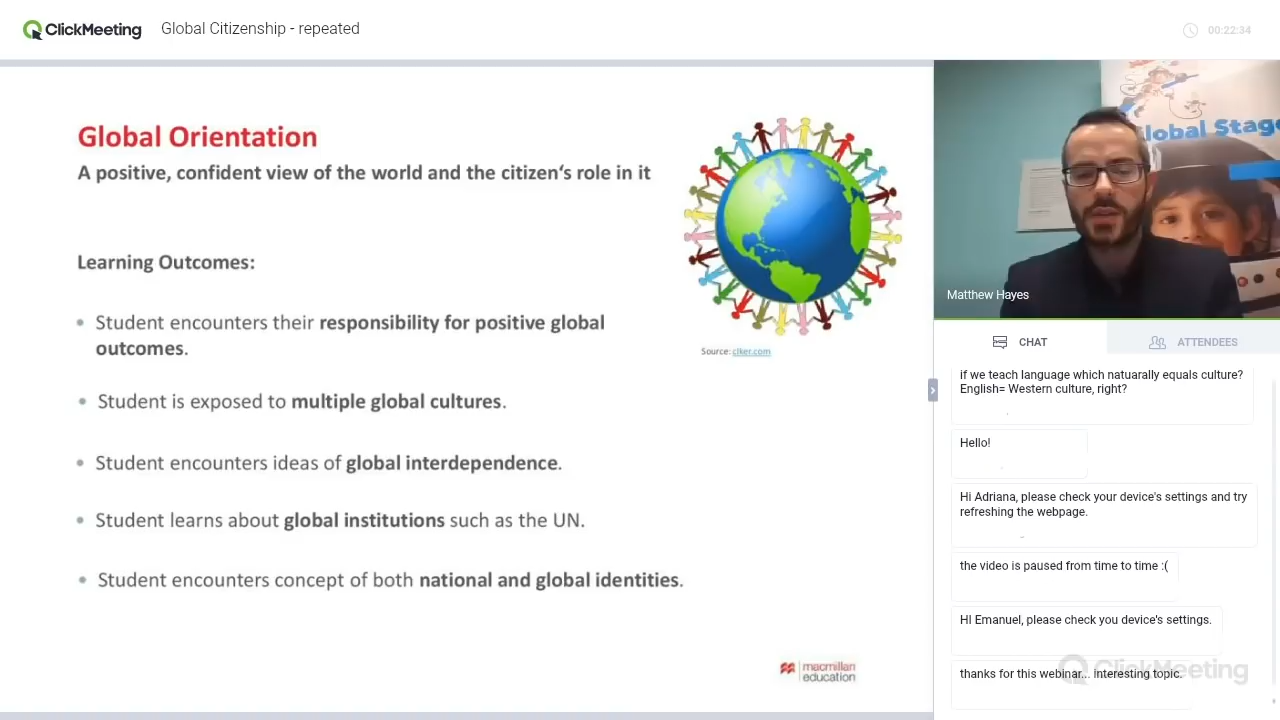 ClickMeeting
Global Citizenship - repeated
00:22:34
Global Orientation
A positive, confident view of the world and the citizen's role in it
Learning Outcomes:
• Student encounters their responsibility for positive global
outcomes.
• Student is exposed to multiple global cultures.
• Student encounters ideas of global interdependence.
• Student learns about global institutions such as the UN.
• Student encounters concept of both national and global identities.
Source: clker.com
macmillan
education
lobal Stag
Matthew Hayes
CHAT
ATTENDEES
if we teach language which natuarally equals culture?
English= Western culture, right?
Hello!
Hi Adriana, please check your device's settings and try
refreshing the webpage.
the video is paused from time to time :(
HI Emanuel, please check you device's settings.
thanks for this webinar... interesting topic.
ClickMeeting